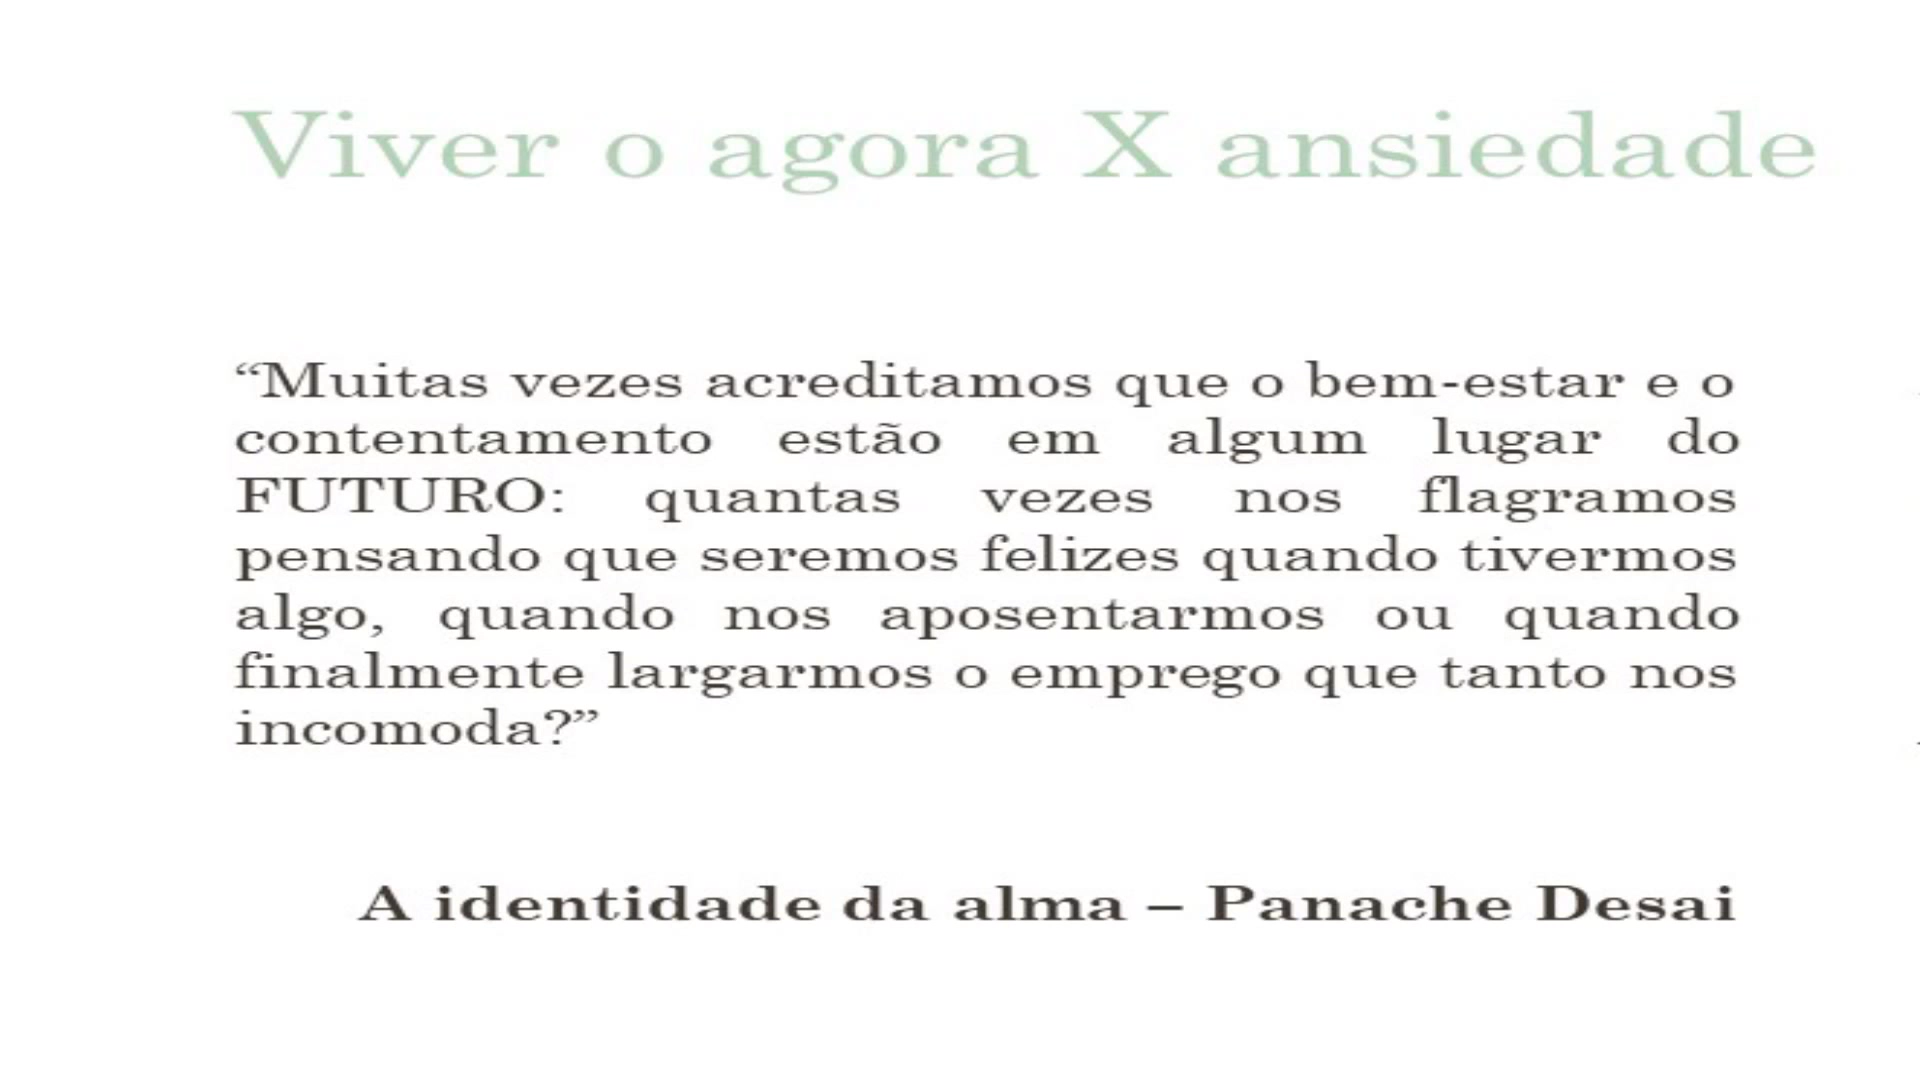 Viver o agora X ansiedade
“Muitas vezes acreditamos que o bem-estar e o
contentamento estão em algum lugar do
FUTURO: quantas vezes nos flagramos
pensando que seremos felizes quando tivermos
algo, quando nos aposentarmos ou quando
finalmente largarmos o emprego que tanto nos
incomoda?”
A identidade da alma – Panache Desai